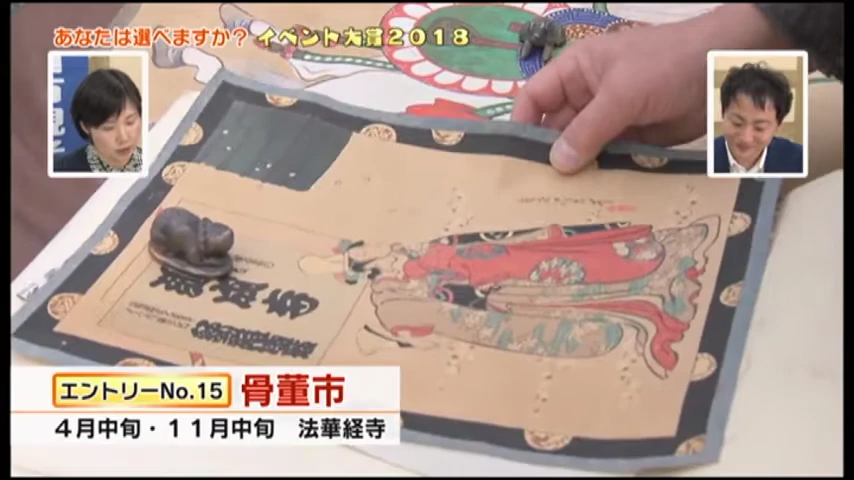 あなたは選べますか？ イベント大賞２０１８
エントリーNo.15 骨董市
４月中旬・１１月中旬　法華経寺